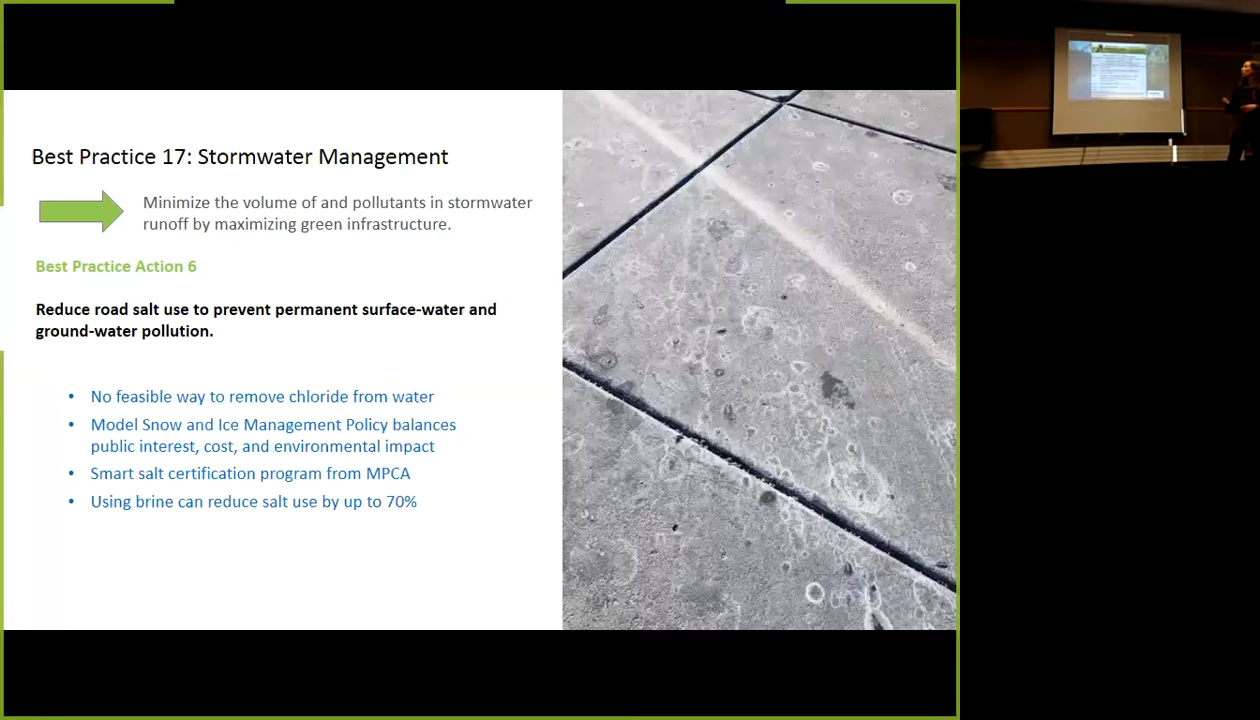 Best Practice 17: Stormwater Management
Minimize the volume of and pollutants in stormwater
runoff by maximizing green infrastructure.
Best Practice Action 6
Reduce road salt use to prevent permanent surface-water and
ground-water pollution.
• No feasible way to remove chloride from water
• Model Snow and Ice Management Policy balances
public interest, cost, and environmental impact
• Smart salt certification program from MPCA
• Using brine can reduce salt use by up to 70%